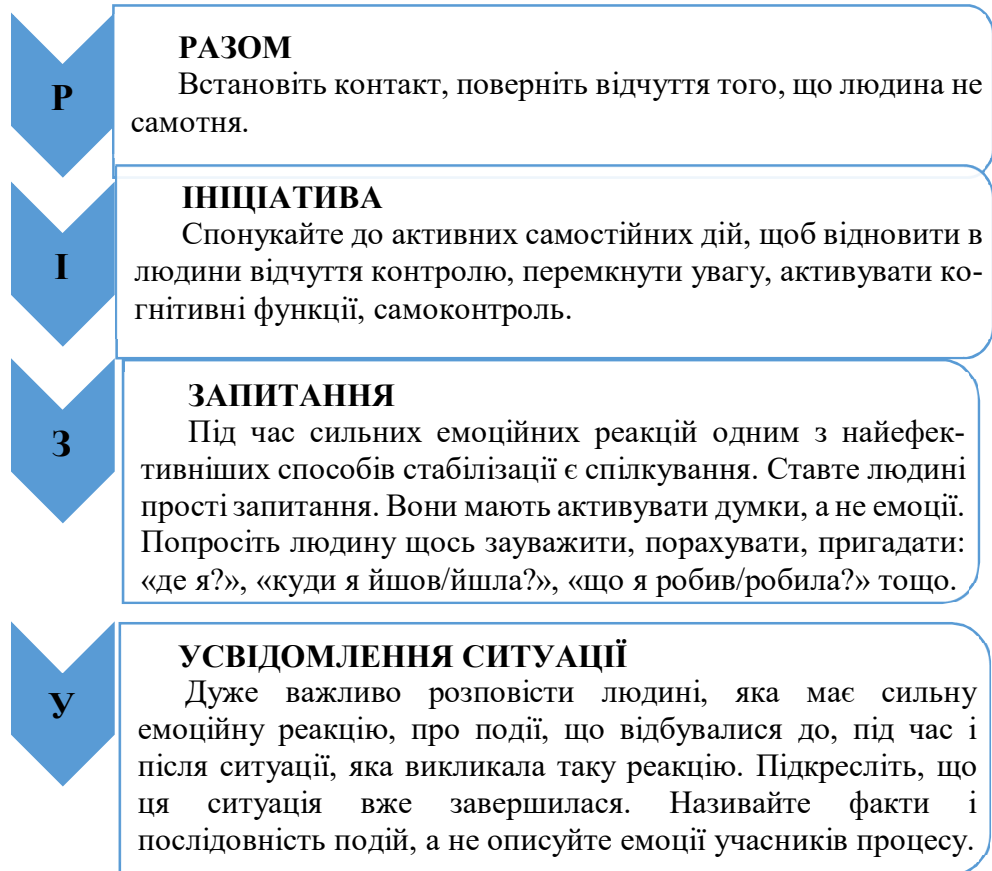 Р
РАЗОМ
Встановіть контакт, поверніть відчуття того, що людина не
самотня.
І
ІНІЦІАТИВА
Спонукайте до активних самостійних дій, щоб відновити в
людини відчуття контролю, перемкнути увагу, активувати ко-
гнітивні функції, самоконтроль.
З
ЗАПИТАННЯ
Під час сильних емоційних реакцій одним з найефек-
тивніших способів стабілізації є спілкування. Ставте людині
прості запитання. Вони мають активувати думки, а не емоції.
Попросіть людину щось зауважити, порахувати, пригадати:
«де я?», «куди я йшов/йшла?», «що я робив/робила?» тощо.
У
УСВІДОМЛЕННЯ СИТУАЦІЇ
Дуже важливо розповісти людині, яка має сильну
емоційну реакцію, про події, що відбувалися до, під час і
після ситуації, яка викликала таку реакцію. Підкресліть, що
ця ситуація вже завершилася. Називайте факти і
послідовність подій, а не описуйте емоції учасників процесу.